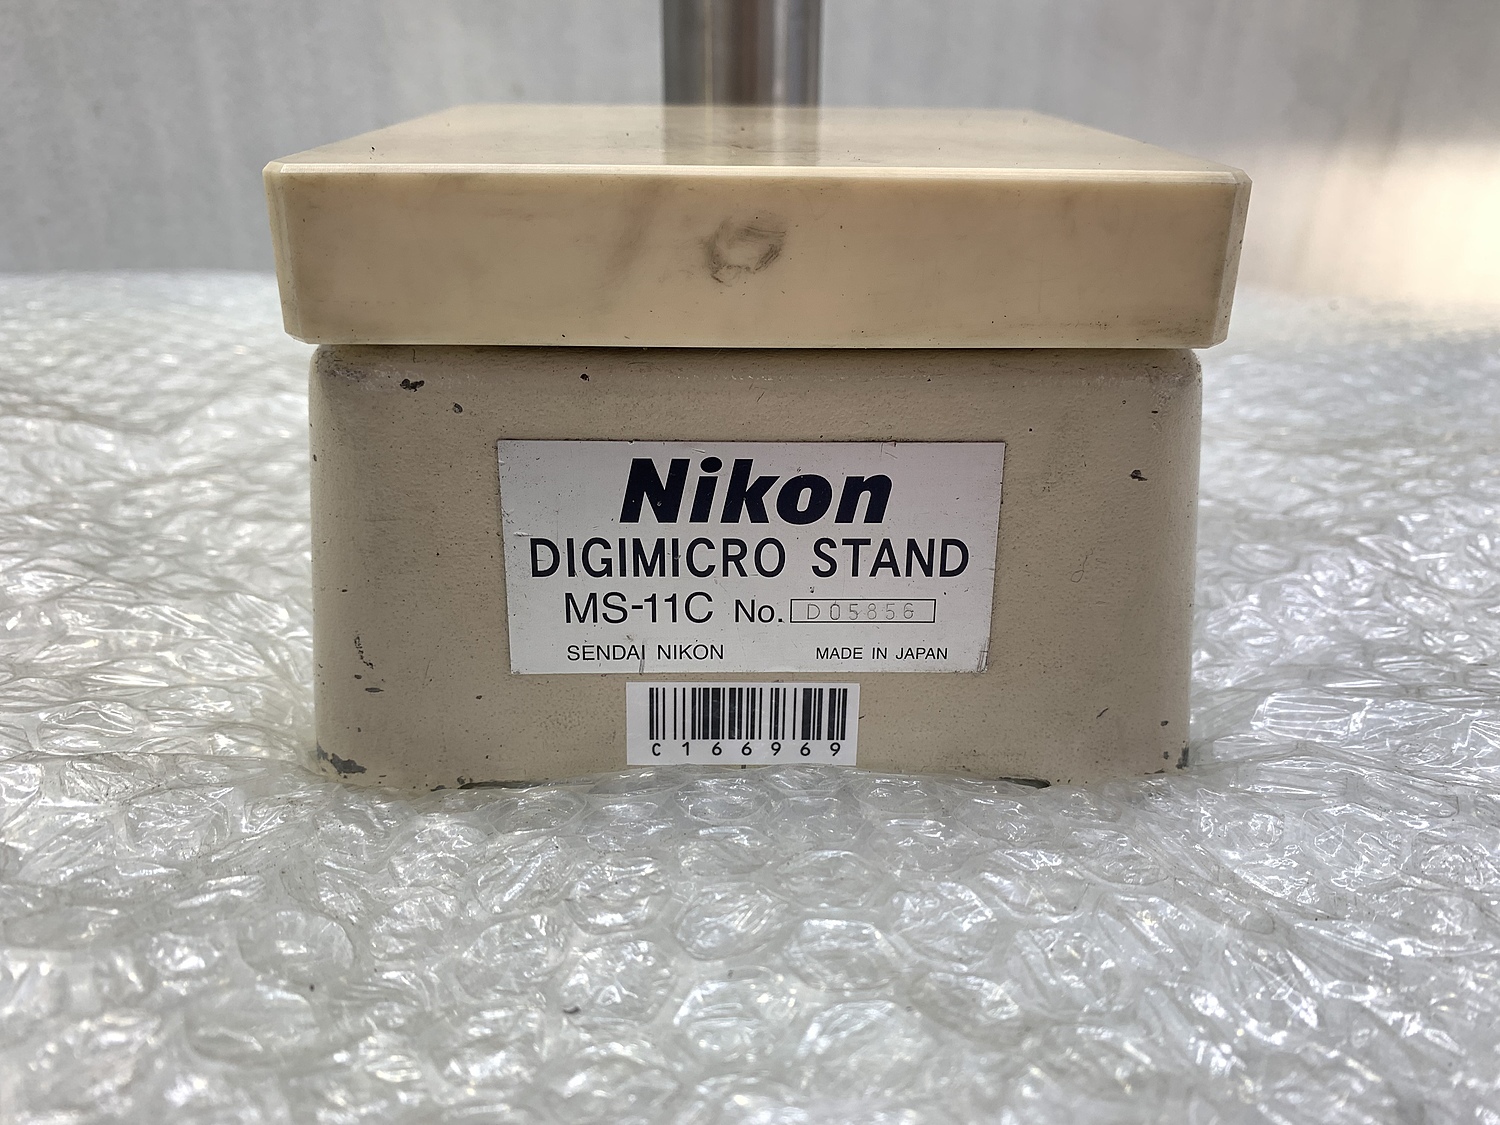 Nikon
DIGIMICRO STAND
MS-11C No. D05856
SENDAI NIKON MADE IN JAPAN
C166969